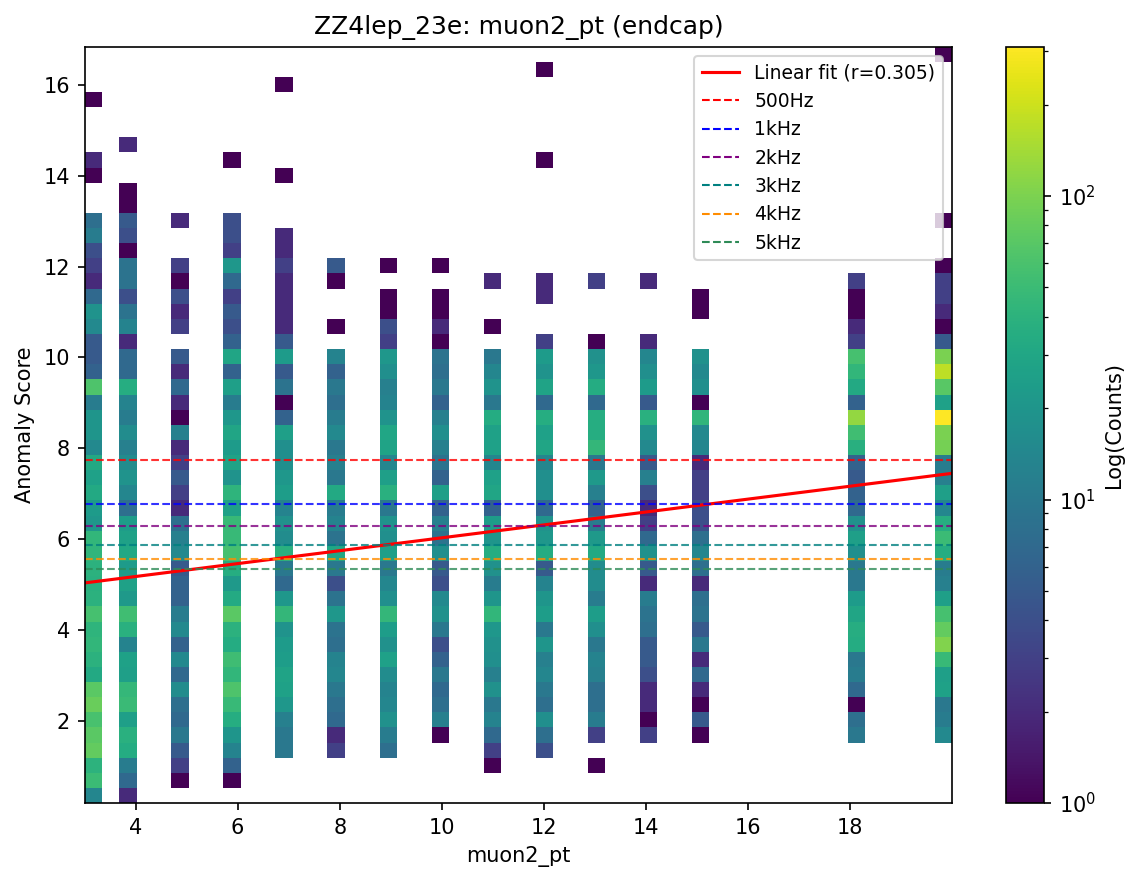 ZZ4lep_23e: muon2_pt (endcap)
Linear fit (r=0.305)
500Hz
1kHz
2kHz
3kHz
4kHz
5kHz
Anomaly Score
16
14
12
10
8
6
4
2
4
6
8
10
12
14
16
18
muon2_pt
10²
10¹
10⁰
Log(Counts)